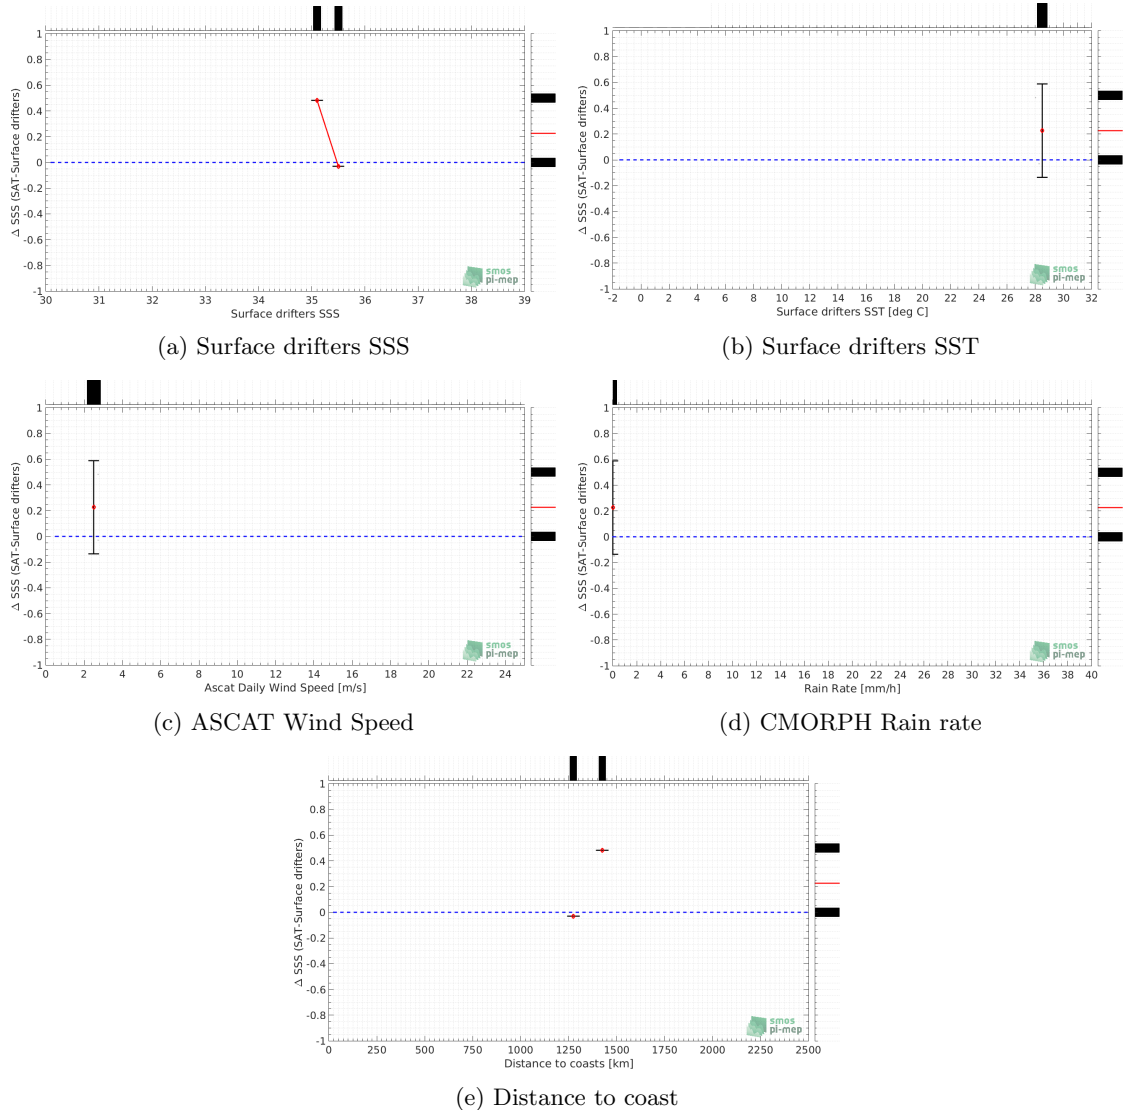 1
0.8
0.6
0.4
0.2
0
-0.2
-0.4
-0.6
-0.8
-1
Δ SSS (SAT-Surface drifters)
30 31 32 33 34 35 36 37 38 39
Surface drifters SSS
smos
pi-mep
(a) Surface drifters SSS
1
0.8
0.6
0.4
0.2
0
-0.2
-0.4
-0.6
-0.8
-1
Δ SSS (SAT-Surface drifters)
-2 0 2 4 6 8 10 12 14 16 18 20 22 24 26 28 30 32
Surface drifters SST [deg C]
smos
pi-mep
(b) Surface drifters SST
1
0.8
0.6
0.4
0.2
0
-0.2
-0.4
-0.6
-0.8
-1
Δ SSS (SAT-Surface drifters)
0 2 4 6 8 10 12 14 16 18 20 22 24
Ascat Daily Wind Speed [m/s]
smos
pi-mep
(c) ASCAT Wind Speed
1
0.8
0.6
0.4
0.2
0
-0.2
-0.4
-0.6
-0.8
-1
Δ SSS (SAT-Surface drifters)
0 2 4 6 8 10 12 14 16 18 20 22 24 26 28 30 32 34 36 38 40
Rain Rate [mm/h]
smos
pi-mep
(d) CMORPH Rain rate
1
0.8
0.6
0.4
0.2
0
-0.2
-0.4
-0.6
-0.8
-1
Δ SSS (SAT-Surface drifters)
0 250 500 750 1000 1250 1500 1750 2000 2250 2500
Distance to coasts [km]
smos
pi-mep
(e) Distance to coast